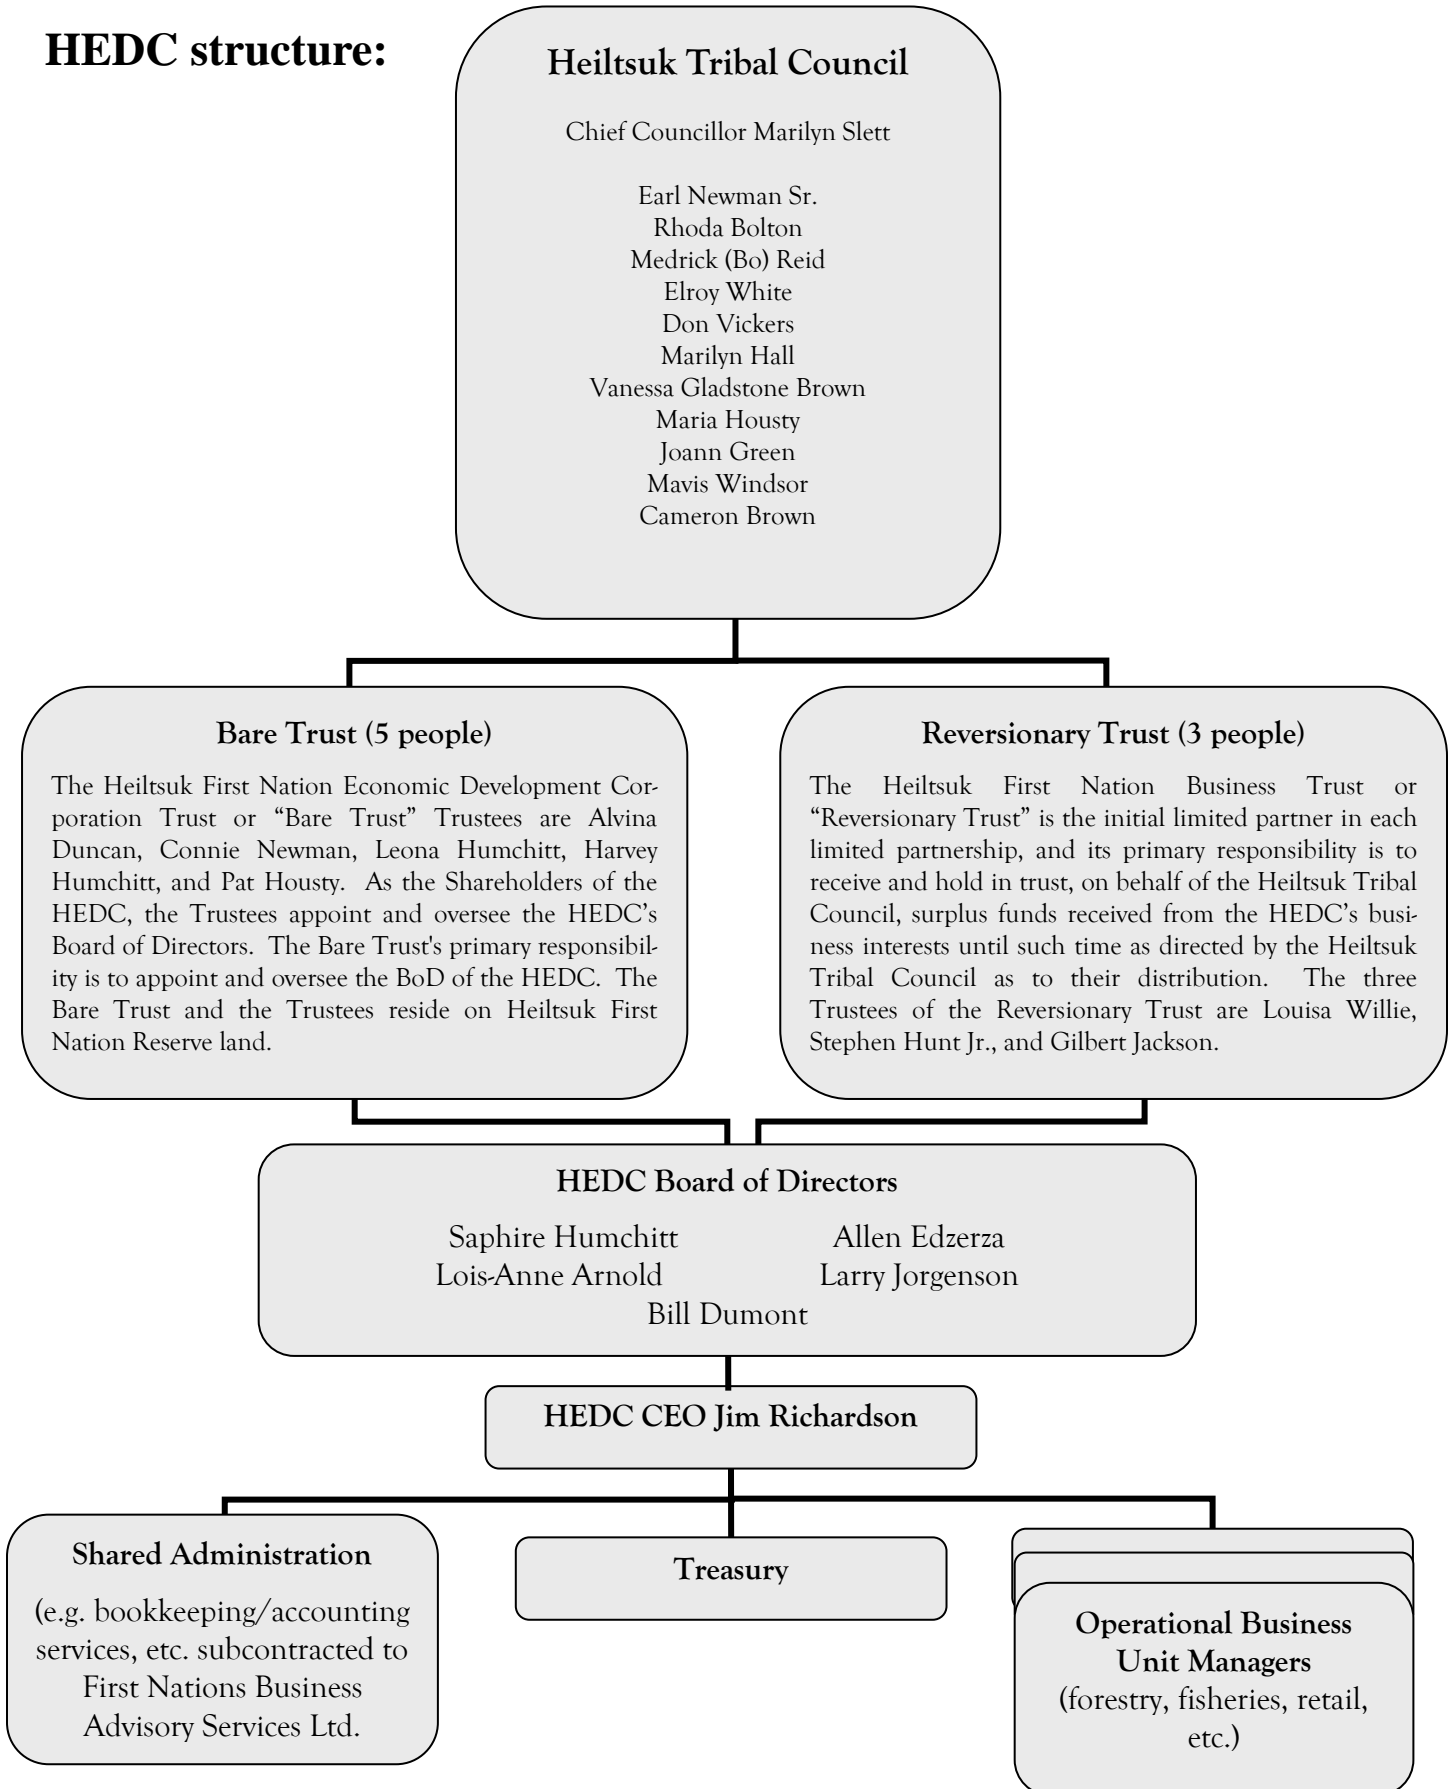 HEDC structure:
Heiltsuk Tribal Council
Chief Councillor Marilyn Slett
Earl Newman Sr.
Rhoda Bolton
Medrick (Bo) Reid
Elroy White
Don Vickers
Marilyn Hall
Vanessa Gladstone Brown
Maria Housty
Joann Green
Mavis Windsor
Cameron Brown
Bare Trust (5 people)
The Heiltsuk First Nation Economic Development Cor-
poration Trust or “Bare Trust” Trustees are Alvina
Duncan, Connie Newman, Leona Humchitt, Harvey
Humchitt, and Pat Housty. As the Shareholders of the
HEDC, the Trustees appoint and oversee the HEDC’s
Board of Directors. The Bare Trust's primary responsibil-
ity is to appoint and oversee the BoD of the HEDC. The
Bare Trust and the Trustees reside on Heiltsuk First
Nation Reserve land.
Reversionary Trust (3 people)
The Heiltsuk First Nation Business Trust or
“Reversionary Trust” is the initial limited partner in each
limited partnership, and its primary responsibility is to
receive and hold in trust, on behalf of the Heiltsuk Tribal
Council, surplus funds received from the HEDC’s busi-
ness interests until such time as directed by the Heiltsuk
Tribal Council as to their distribution. The three
Trustees of the Reversionary Trust are Louisa Willie,
Stephen Hunt Jr., and Gilbert Jackson.
HEDC Board of Directors
Saphire Humchitt Allen Edzerza
Lois-Anne Arnold Larry Jorgenson
Bill Dumont
HEDC CEO Jim Richardson
Shared Administration
(e.g. bookkeeping/accounting
services, etc. subcontracted to
First Nations Business
Advisory Services Ltd.
Treasury
Operational Business
Unit Managers
(forestry, fisheries, retail,
etc.)